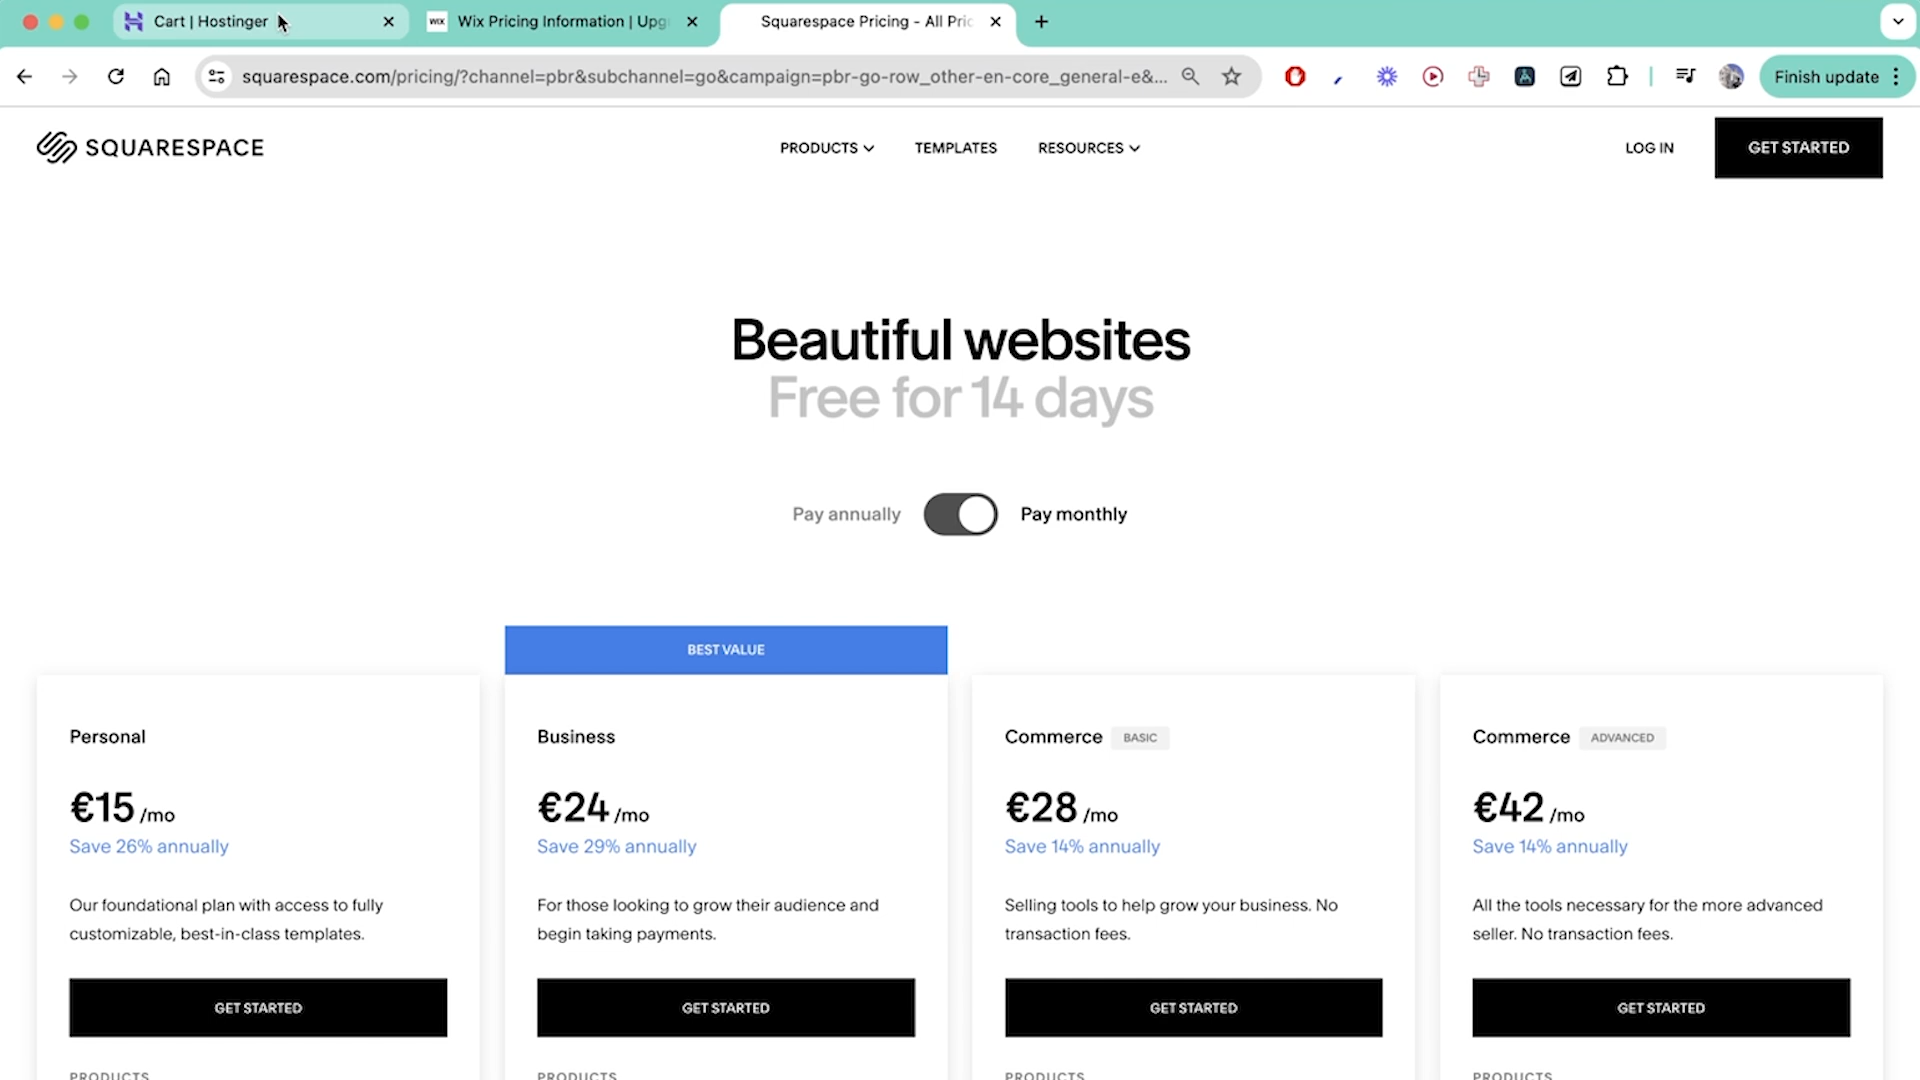 Cart | Hostinger
WIX Wix Pricing Information | Upg
Squarespace Pricing - All Pric
squarespace.com/pricing/?channel=pbr&subchannel=go&campaign=pbr-go-row_other-en-core_general-e&...
Finish update
SQUARESPACE
PRODUCTS
TEMPLATES
RESOURCES
LOG IN
GET STARTED
Beautiful websites
Free for 14 days
Pay annually
Pay monthly
BEST VALUE
Personal
€15 /mo
Save 26% annually
Our foundational plan with access to fully
customizable, best-in-class templates.
GET STARTED
PRODUCTS
Business
€24 /mo
Save 29% annually
For those looking to grow their audience and
begin taking payments.
GET STARTED
PRODUCTS
Commerce BASIC
€28 /mo
Save 14% annually
Selling tools to help grow your business. No
transaction fees.
GET STARTED
PRODUCTS
Commerce ADVANCED
€42 /mo
Save 14% annually
All the tools necessary for the more advanced
seller. No transaction fees.
GET STARTED
PRODUCTS